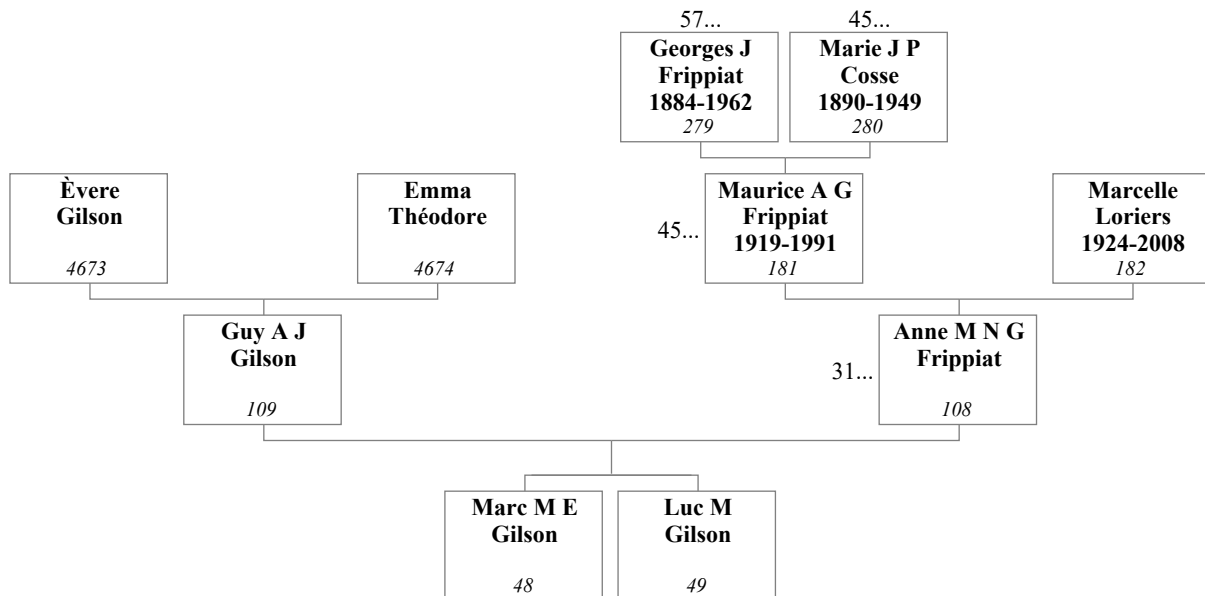 57...
45...
Georges J
Frippiat
1884-1962
279
Marie J P
Cosse
1890-1949
280
Èvere
Gilson
4673
Emma
Théodore
4674
45...
Maurice A G
Frippiat
1919-1991
181
Marcelle
Loriers
1924-2008
182
Guy A J
Gilson
109
31...
Anne M N G
Frippiat
108
Marc M E
Gilson
48
Luc M
Gilson
49